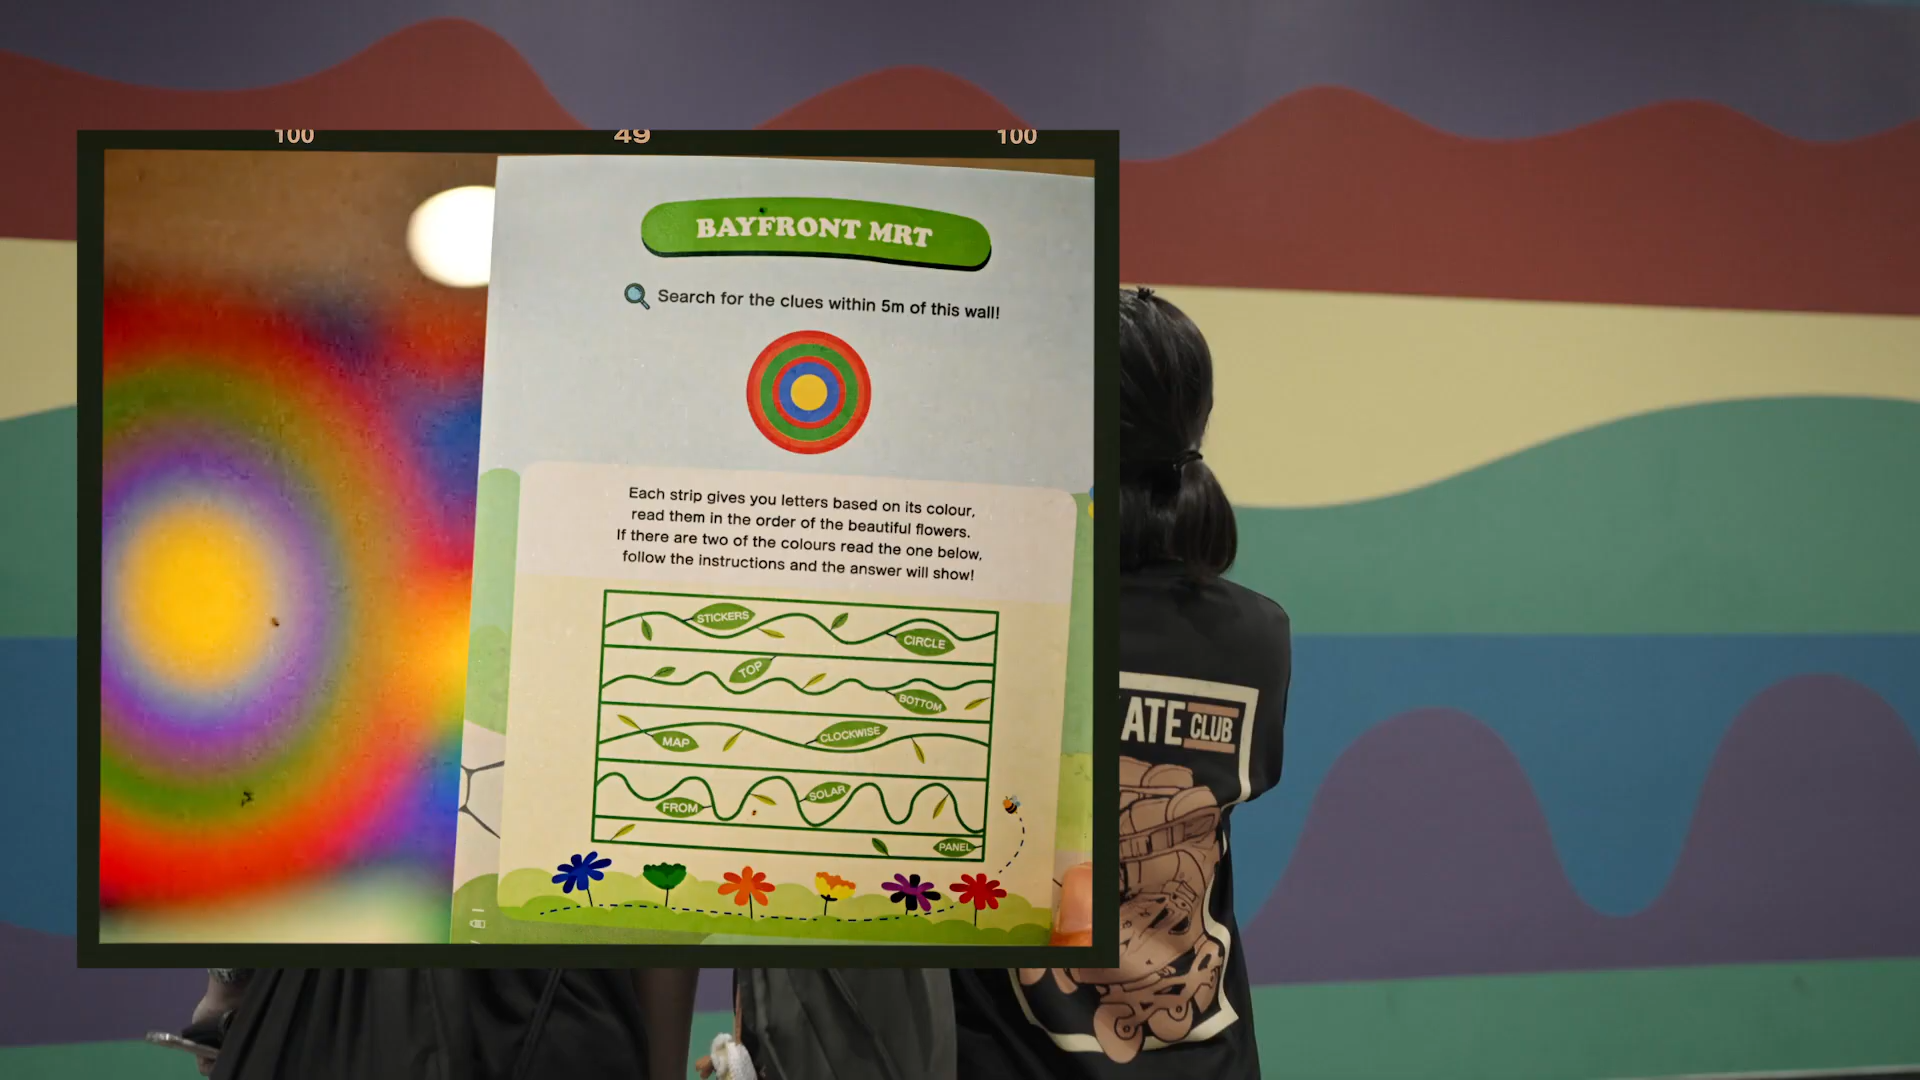 100 49 100
BAYFRONT MRT
Search for the clues within 5m of this wall!
Each strip gives you letters based on its colour,
read them in the order of the beautiful flowers.
If there are two of the colours read the one below,
follow the instructions and the answer will show!
STICKERS
CIRCLE
TOP
BOTTOM
MAP
CLOCKWISE
FROM
SOLAR
PANEL
ATE CLUB